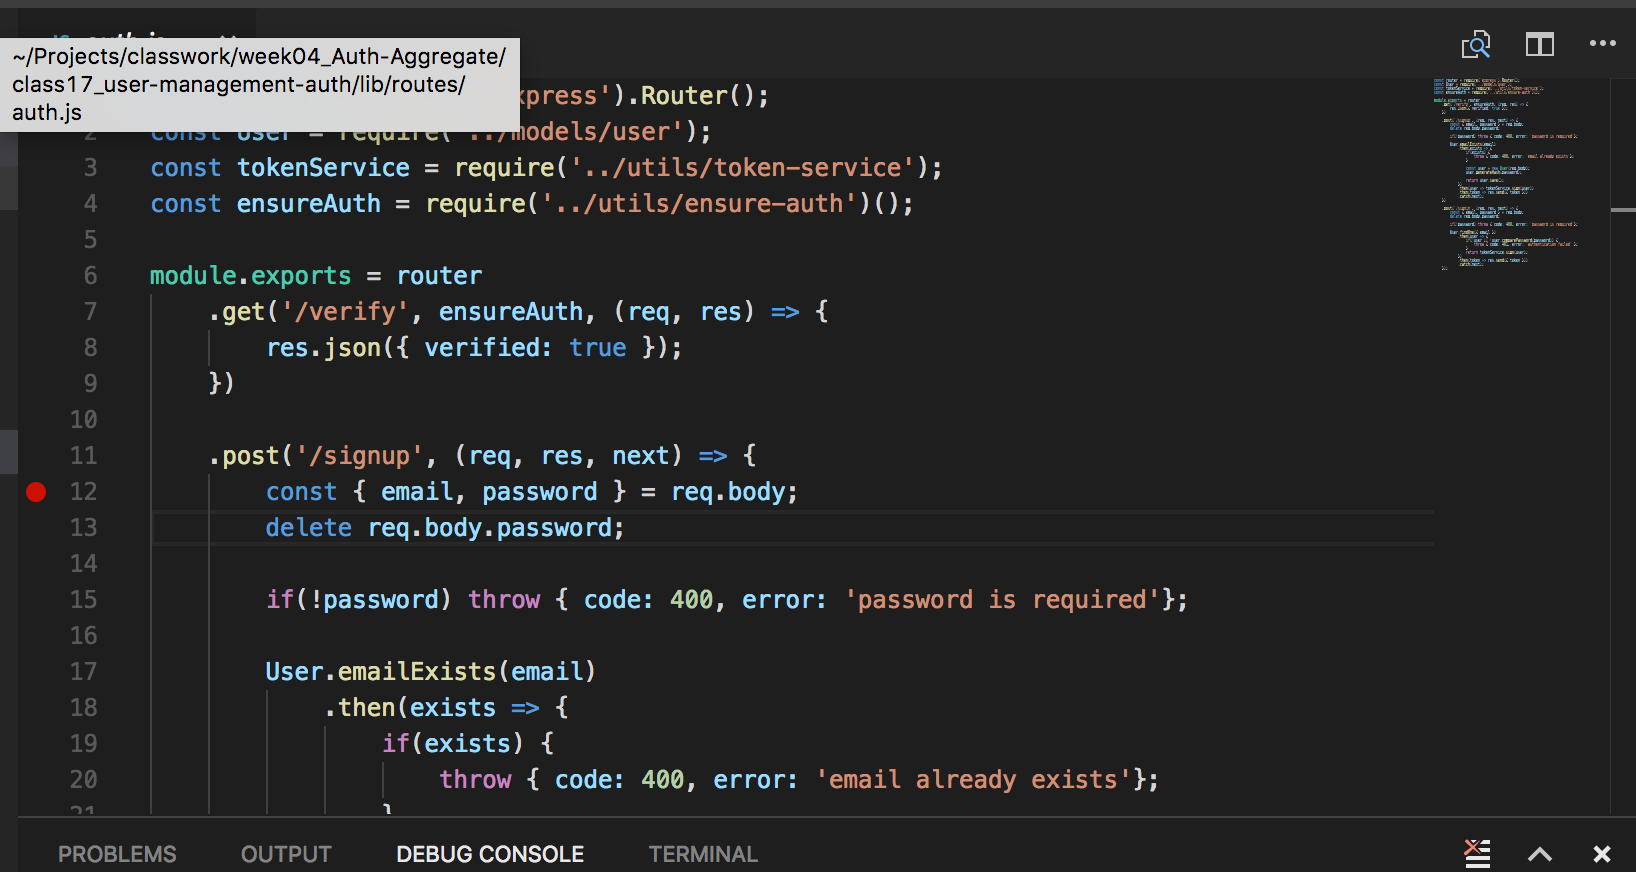 ~/Projects/classwork/week04_Auth-Aggregate/
class17_user-management-auth/lib/routes/
auth.js
xpress').Router();
2 const User = require('../models/user');
3 const tokenService = require('../utils/token-service');
4 const ensureAuth = require('../utils/ensure-auth')();
5
6 module.exports = router
7 .get('/verify', ensureAuth, (req, res) => {
8 res.json({ verified: true });
9 })
10
11 .post('/signup', (req, res, next) => {
12 const { email, password } = req.body;
13 delete req.body.password;
14
15 if(!password) throw { code: 400, error: 'password is required'};
16
17 User.emailExists(email)
18 .then(exists => {
19 if(exists) {
20 throw { code: 400, error: 'email already exists'};
21 }
PROBLEMS OUTPUT DEBUG CONSOLE TERMINAL